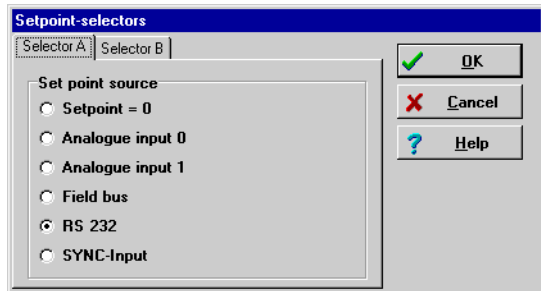 Setpoint-selectors
Selector A
Selector B
Set point source
Setpoint = 0
Analogue input 0
Analogue input 1
Field bus
RS 232
SYNC-Input
OK
Cancel
Help